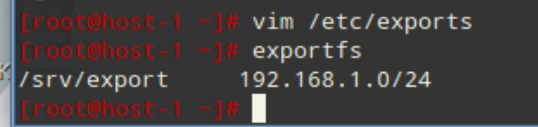 [root@host-1 ~]# vim /etc/exports
[root@host-1 ~]# exportfs
/srv/export     192.168.1.0/24
[root@host-1 ~]#